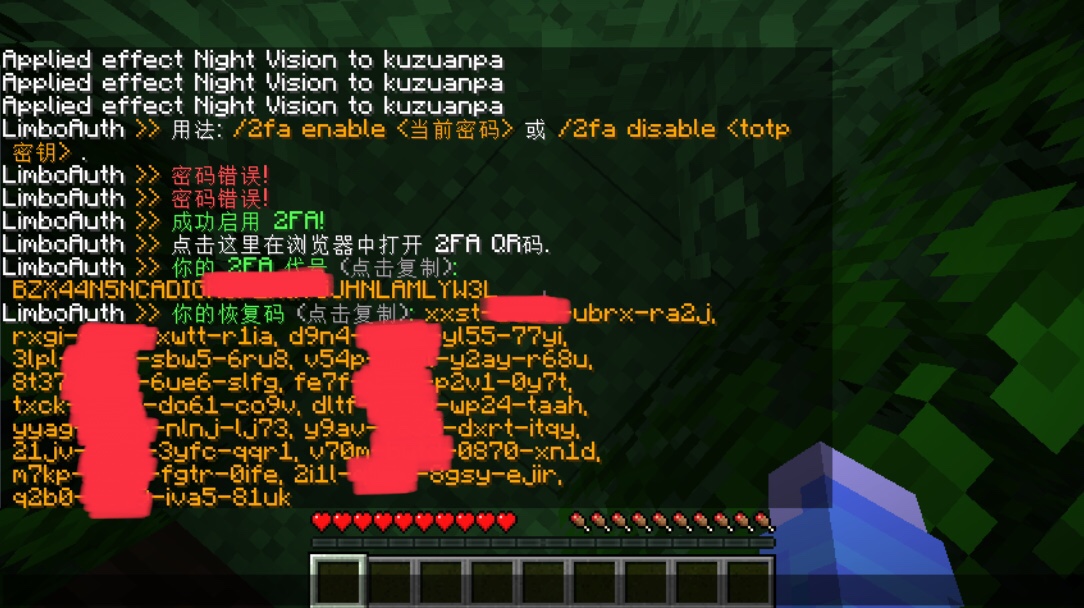 Applied effect Night Vision to kuzuanpa
Applied effect Night Vision to kuzuanpa
Applied effect Night Vision to kuzuanpa
LimboAuth >> 用法: /2fa enable <当前密码> 或 /2fa disable <totp
密钥> .
LimboAuth >> 密码错误!
LimboAuth >> 密码错误!
LimboAuth >> 成功启用 2FA!
LimboAuth >> 点击这里在浏览器中打开 2FA QR码.
LimboAuth >> 你的 2FA 代号 (点击复制):
BZX44N5NCADIO HNLAMLYW3L
LimboAuth >> 你的恢复码 (点击复制): xxst- ubrx-ra2j,
rxgi- xwtt-r1ia, d9n4- yl55-77yi,
3lpl -sbw5-6ru8, v54p -y2ay-r68u,
8t37 -6ue6-slfg, fe7f p2v1-0y7t,
txck -do61-co9v, dltf -wp24-taah,
yyag -nlnj-lj73, y9av -dxrt-itqy,
21jv -3yfc-qqr1, v70m -0870-xn1d,
m7kp -fgtr-0ife, 2i1l- -8gsy-ejir,
q2b0 -iva5-81uk